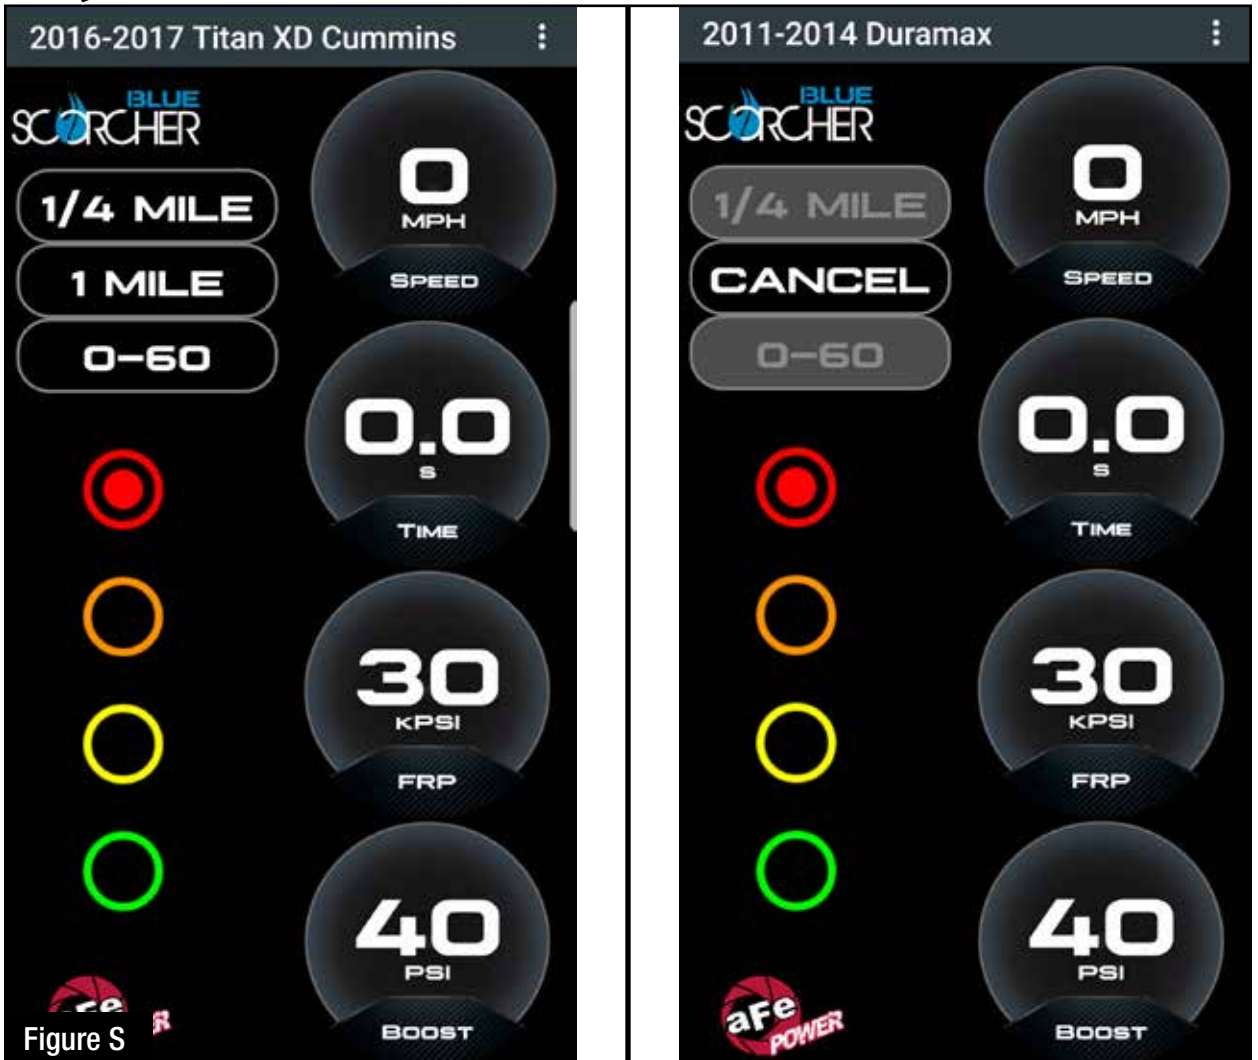 2016-2017 Titan XD Cummins
BLUE
SCORCHER
1/4 MILE
1 MILE
0-60
0
MPH
SPEED
0.0
S
TIME
30
KPSI
FRP
40
PSI
BOOST
aFe
Figure S
2011-2014 Duramax
BLUE
SCORCHER
1/4 MILE
CANCEL
0-60
0
MPH
SPEED
0.0
S
TIME
30
KPSI
FRP
40
PSI
BOOST
aFe
POWER